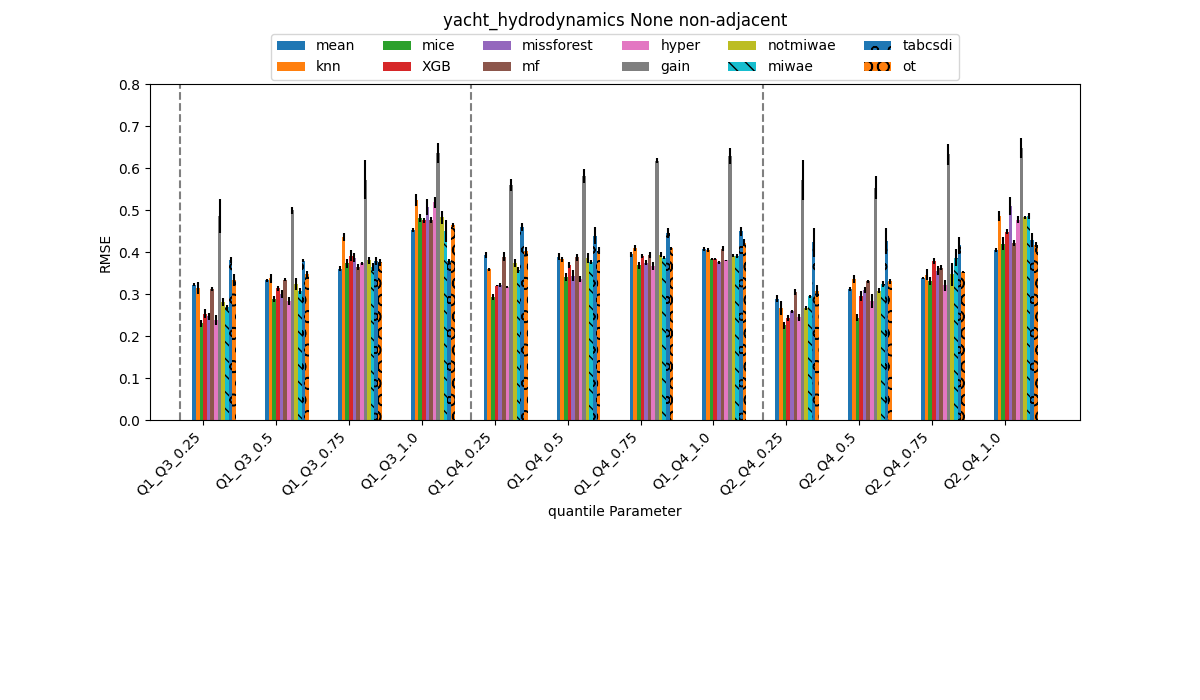 yacht_hydrodynamics None non-adjacent
mean mice missforest hyper notmiwae tabcsdi
knn XGB mf gain miwae ot
0.8
0.7
0.6
0.5
0.4
0.3
0.2
0.1
0.0
RMSE
Q1_Q3_0.25 Q1_Q3_0.5 Q1_Q3_0.75 Q1_Q3_1.0 Q1_Q4_0.25 Q1_Q4_0.5 Q1_Q4_0.75 Q1_Q4_1.0 Q2_Q4_0.25 Q2_Q4_0.5 Q2_Q4_0.75 Q2_Q4_1.0
quantile Parameter